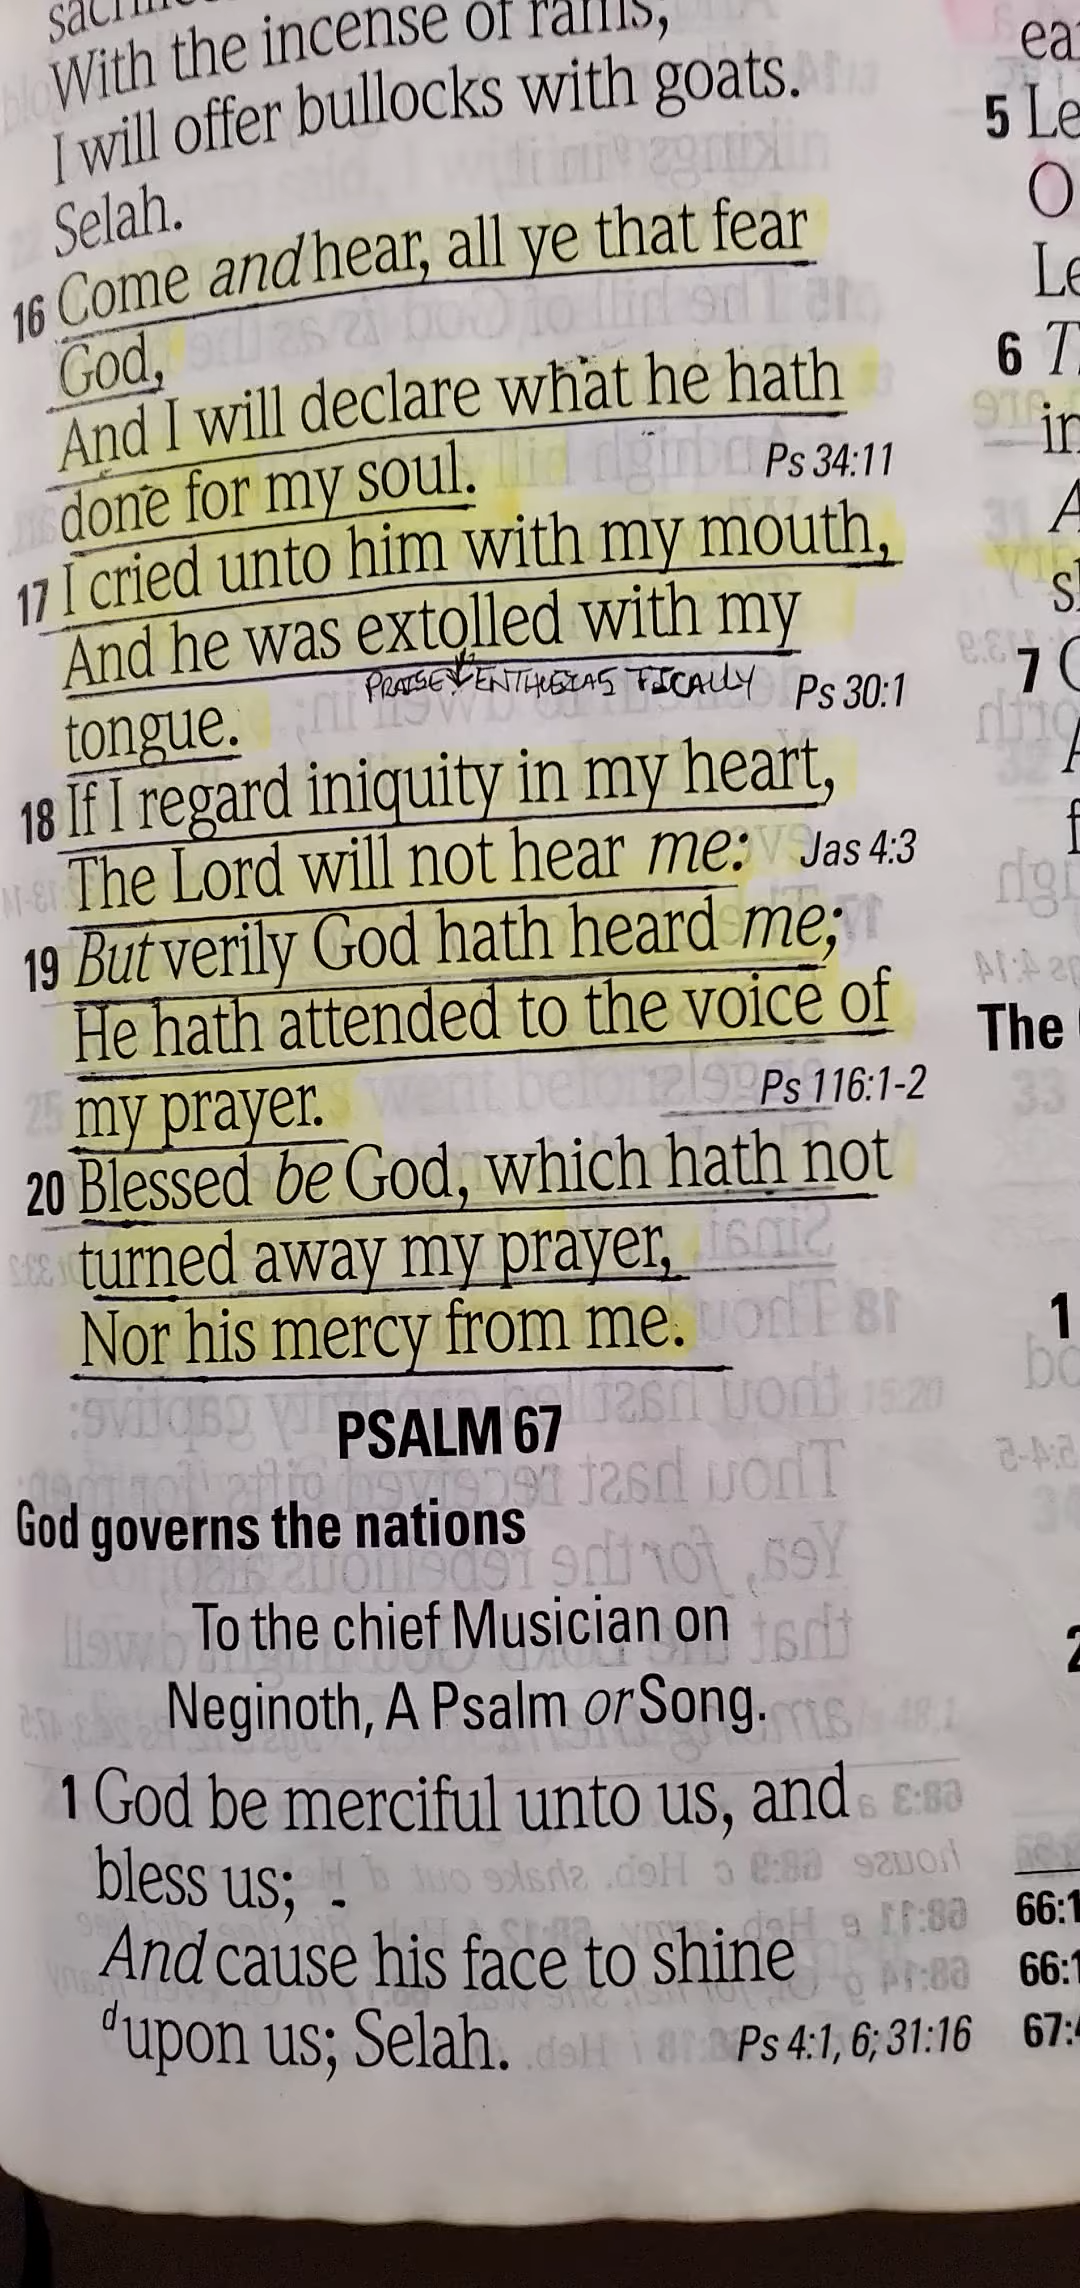 With the incense of rams,
I will offer bullocks with goats.
Selah.
16 Come and hear, all ye that fear
God,
And I will declare what he hath
done for my soul. Ps 34:11
17 I cried unto him with my mouth,
And he was extolled with my
PRAISE ENTHUSIASTICALLY Ps 30:1
tongue.
18 If I regard iniquity in my heart,
The Lord will not hear me: Jas 4:3
19 But verily God hath heard me;
He hath attended to the voice of
my prayer. Ps 116:1-2
20 Blessed be God, which hath not
turned away my prayer,
Nor his mercy from me.
PSALM 67
God governs the nations
To the chief Musician on
Neginoth, A Psalm or Song.
1 God be merciful unto us, and
bless us;
And cause his face to shine
d upon us; Selah. Ps 4:1, 6; 31:16
5
6
7
The
1
2